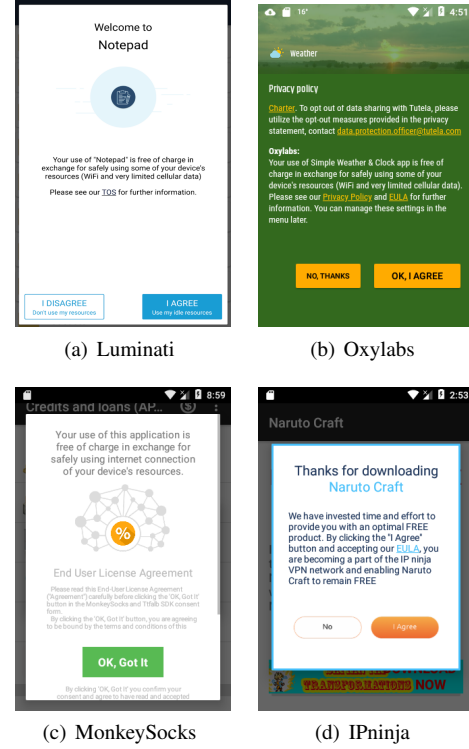 Welcome to
Notepad
Your use of "Notepad" is free of charge in
exchange for safely using some of your device's
resources (WiFi and very limited cellular data)
Please see our TOS for further information.
I DISAGREE
Don't use my resources
I AGREE
Use my idle resources
(a) Luminati
16°
4:51
Weather
Privacy policy
Charter. To opt out of data sharing with Tutela, please
utilize the opt-out measures provided in the privacy
statement, contact data.protection.officer@tutela.com
Oxylabs:
Your use of Simple Weather & Clock app is free of
charge in exchange for safely using some of your
device's resources (WiFi and very limited cellular data).
Please see our Privacy Policy and EULA for further
information. You can manage these settings in the
menu later.
NO, THANKS
OK, I AGREE
(b) Oxylabs
8:59
Credits and loans (AP...
Your use of this application is
free of charge in exchange for
safely using internet connection
of your device's resources.
%
End User License Agreement
Please read this End-User License Agreement
("Agreement") carefully before clicking the 'OK, Got It'
button in the MonkeySocks and
SDK consent
form.
By clicking the 'OK, Got It' button, you are agreeing
to be bound by the terms and conditions of this
OK, Got It
By clicking 'OK, Got It' you confirm your
consent and agree to have read and accepted
(c) MonkeySocks
2:53
Naruto Craft
Thanks for downloading
Naruto Craft
We have invested time and effort to
provide you with an optimal FREE
product. By clicking the "I Agree"
button and accepting our EULA, you
are becoming a part of the IP ninja
VPN network and enabling Naruto
Craft to remain FREE
No
I Agree
TRANSFORMATIONS NOW
(d) IPninja